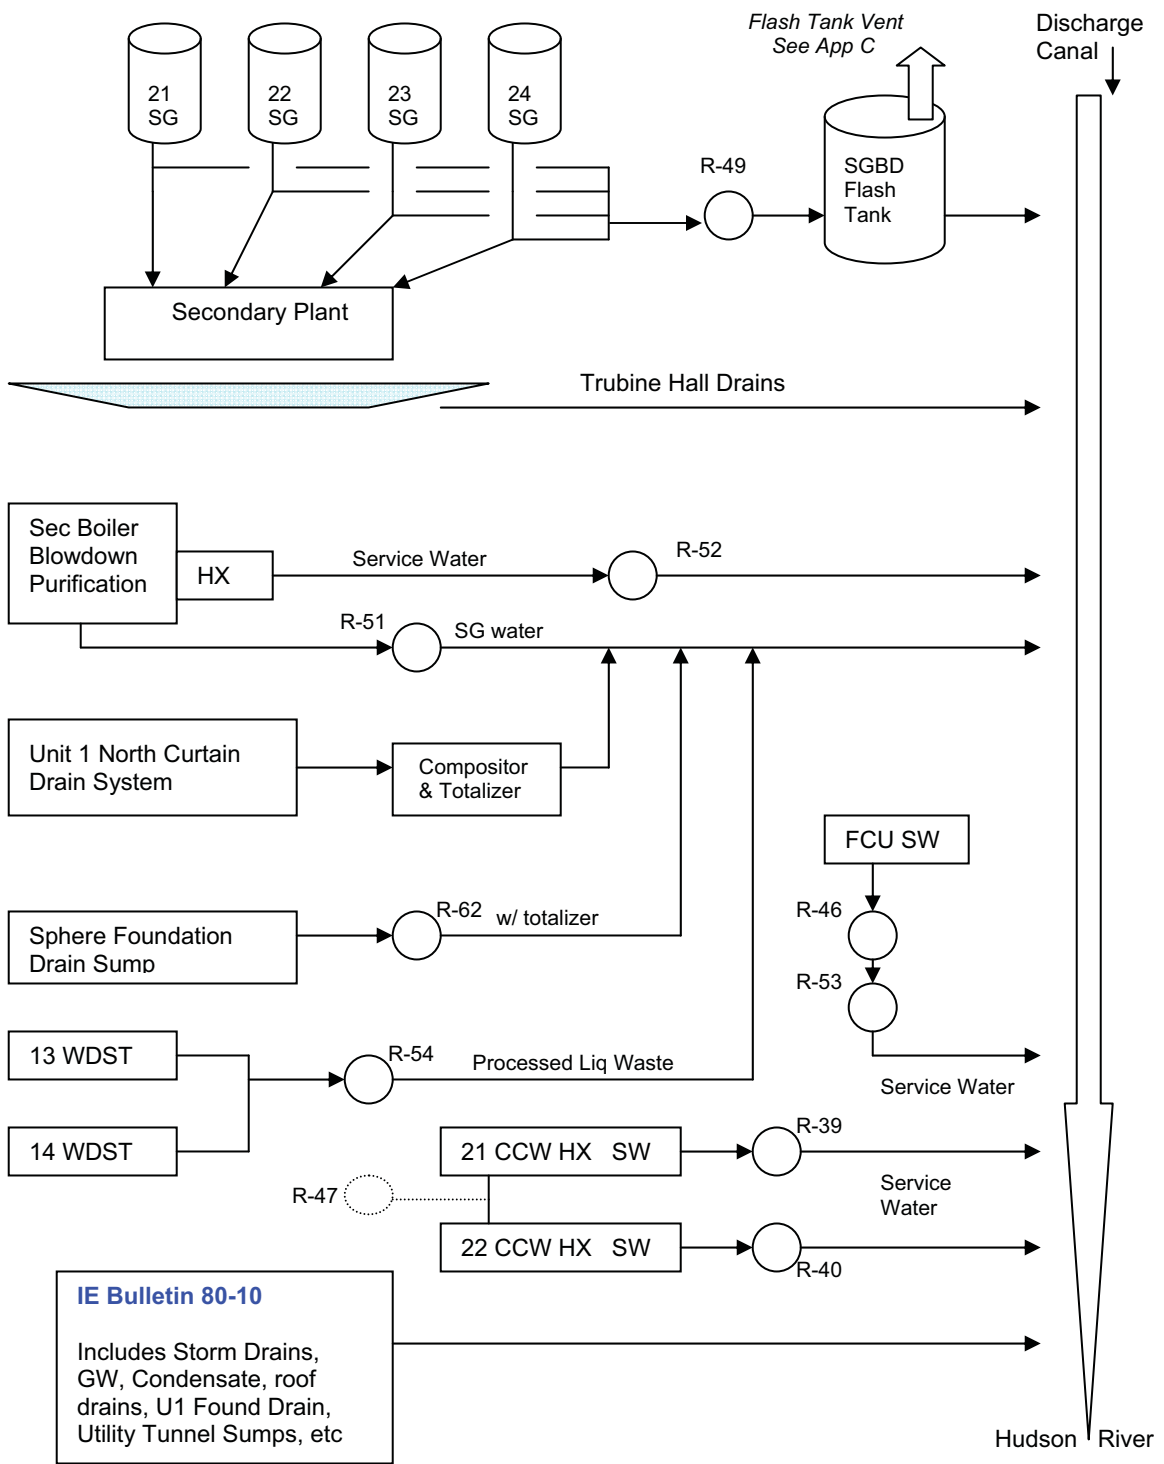 Flash Tank Vent
See App C
Discharge
Canal
21
SG
22
SG
23
SG
24
SG
R-49
SGBD
Flash
Tank
Secondary Plant
Trubine Hall Drains
Sec Boiler
Blowdown
Purification
HX
Service Water
R-52
R-51
SG water
Unit 1 North Curtain
Drain System
Compositor
& Totalizer
FCU SW
R-46
R-53
Service Water
Sphere Foundation
Drain Sump
R-62
w/ totalizer
13 WDST
R-54
Processed Liq Waste
14 WDST
21 CCW HX SW
R-39
R-47
Service
Water
22 CCW HX SW
R-40
IE Bulletin 80-10
Includes Storm Drains,
GW, Condensate, roof
drains, U1 Found Drain,
Utility Tunnel Sumps, etc
Hudson River